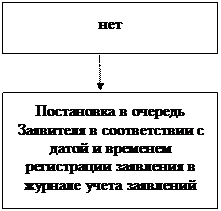 нет
Постановка в очередь
Заявителя в соответствии с
датой и временем
регистрации заявления в
журнале учета заявлений